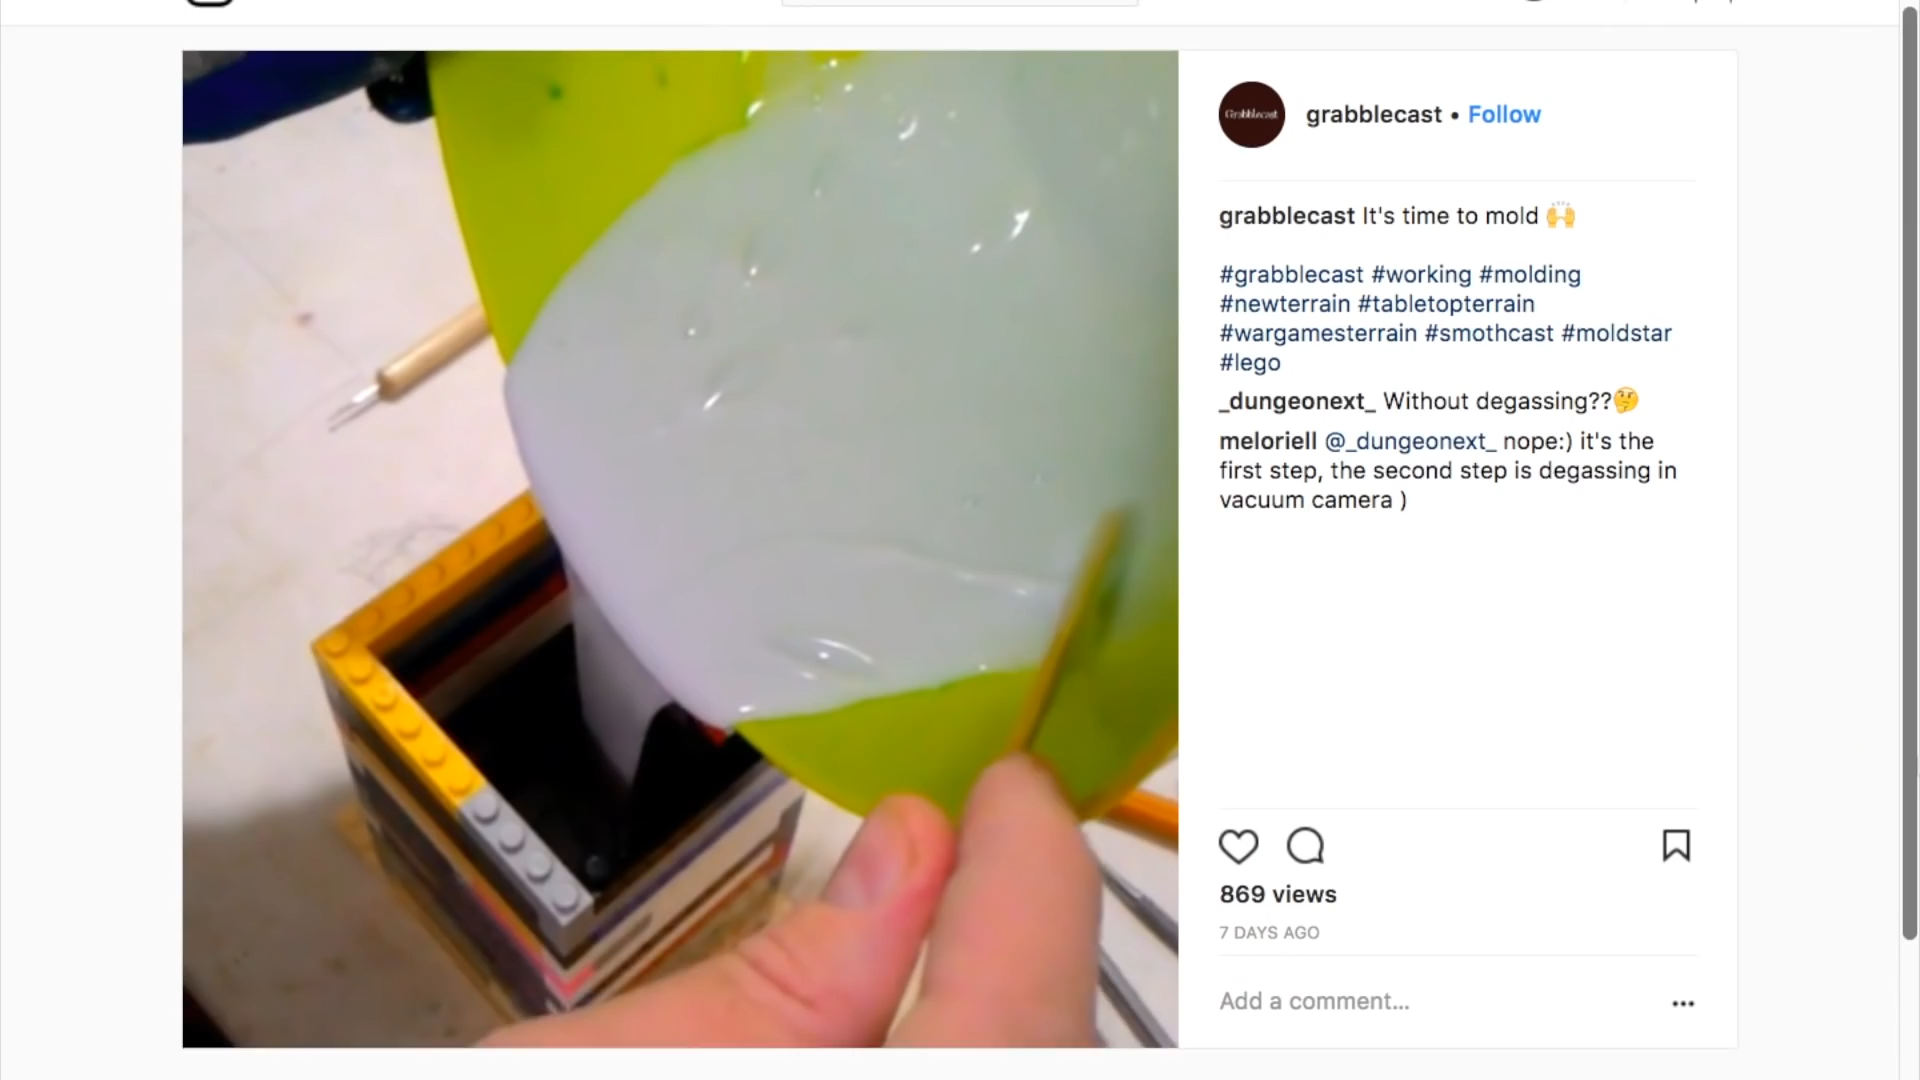 Grabblecast
grabblecast • Follow
grabblecast It's time to mold 🙌
#grabblecast #working #molding
#newterrain #tabletopterrain
#wargamesterrain #smothcast #moldstar
#lego
_dungeonext_ Without degassing??🤔
meloriell @_dungeonext_ nope:) it's the
first step, the second step is degassing in
vacuum camera )
869 views
7 DAYS AGO
Add a comment...